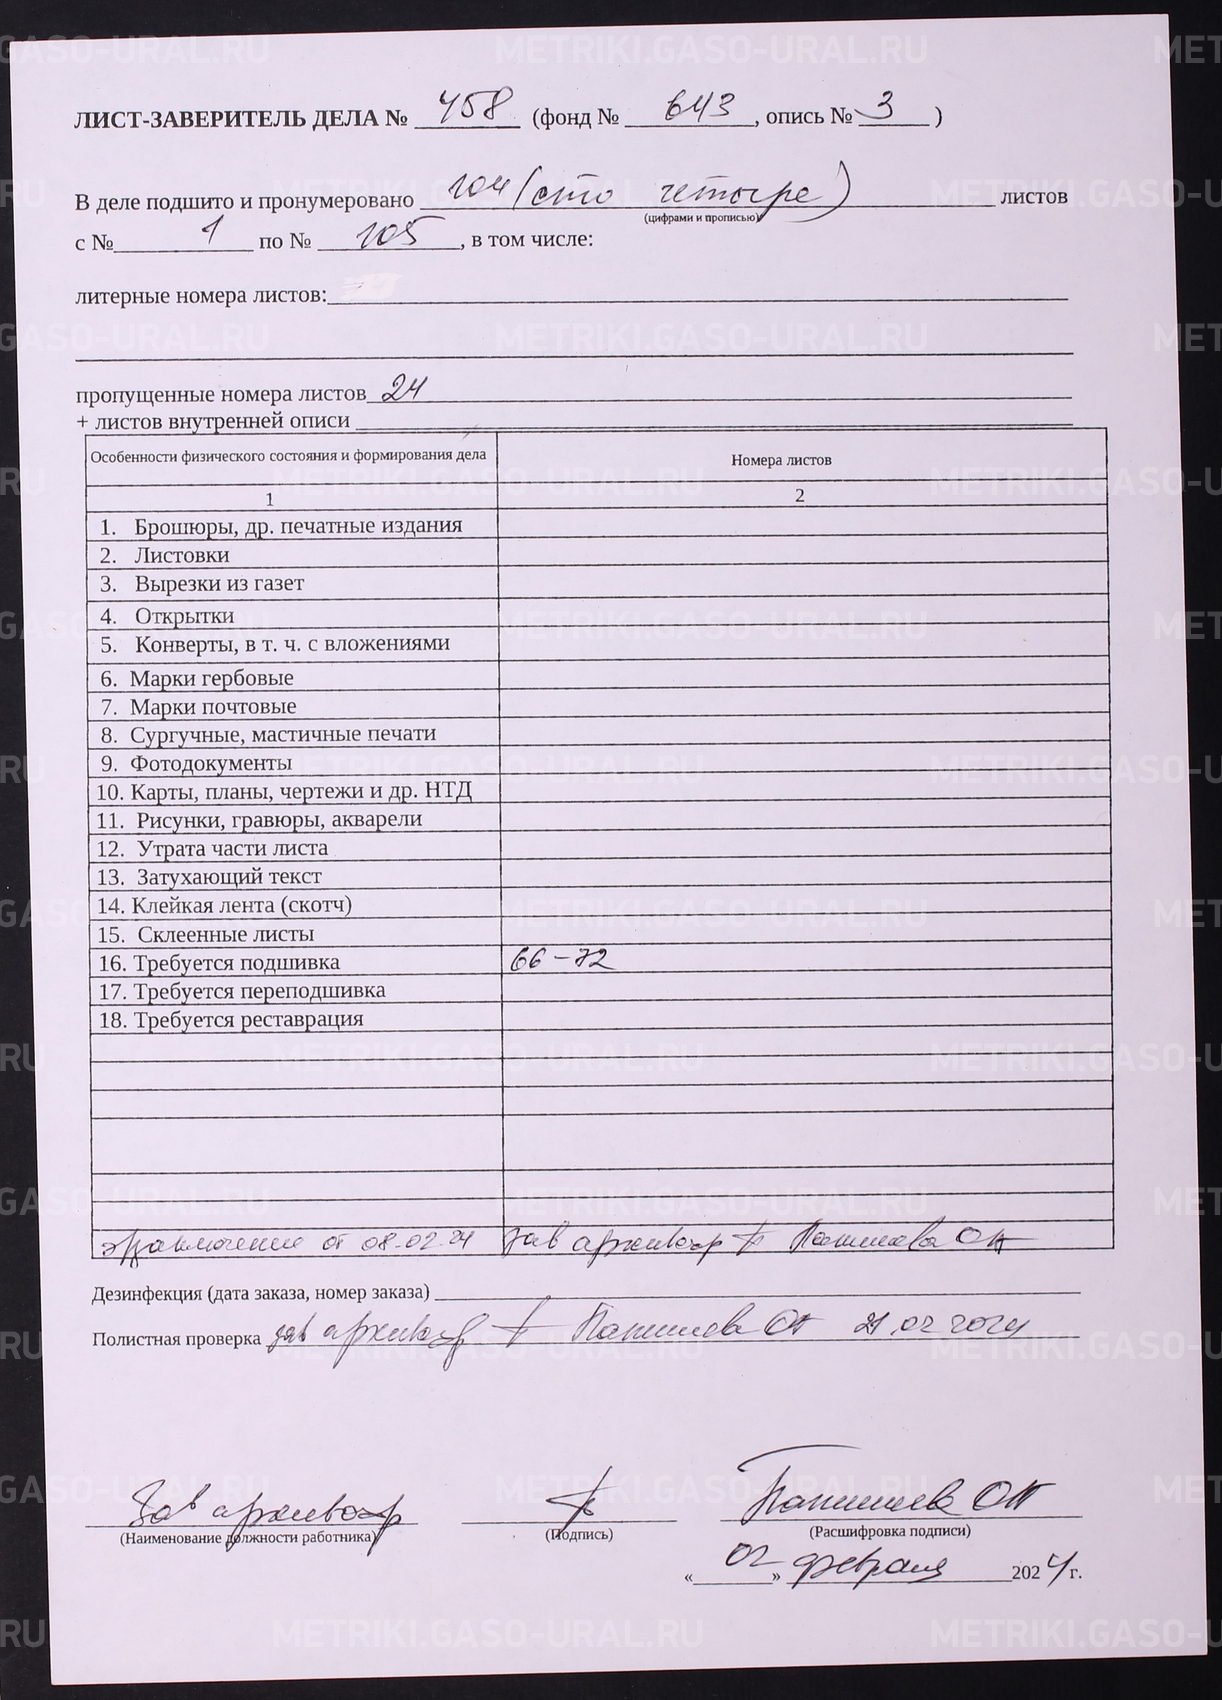 ЛИСТ-ЗАВЕРИТЕЛЬ ДЕЛА № 458 (фонд № 643, опись № 3 )
В деле подшито и пронумеровано 104 (сто четыре) листов
(цифрами и прописью)
с № 1 по № 105, в том числе:
литерные номера листов:
пропущенные номера листов 24
+ листов внутренней описи
Особенности физического состояния и формирования дела Номера листов
1 2
1. Брошюры, др. печатные издания
2. Листовки
3. Вырезки из газет
4. Открытки
5. Конверты, в т. ч. с вложениями
6. Марки гербовые
7. Марки почтовые
8. Сургучные, мастичные печати
9. Фотодокументы
10. Карты, планы, чертежи и др. НТД
11. Рисунки, гравюры, акварели
12. Утрата части листа
13. Затухающий текст
14. Клейкая лента (скотч)
15. Склеенные листы
16. Требуется подшивка 66-72
17. Требуется переподшивка
18. Требуется реставрация
от 08.02.24 зав архивохр
Дезинфекция (дата заказа, номер заказа)
Полистная проверка зав архивохр 21.02 2024
Зав архивохр
(Наименование должности работника) (Подпись) (Расшифровка подписи)
« 02 » февраля 2024 г.
METRIKI.GASO-URAL.RU